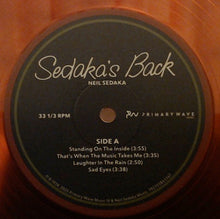 Sedaka's Back
NEIL SEDAKA
33 1/3 RPM
PRIMARY WAVE
SIDE A
Standing On The Inside (3:55)
That's When The Music Takes Me (3:35)
Laughter In The Rain (2:50)
Sad Eyes (3:38)